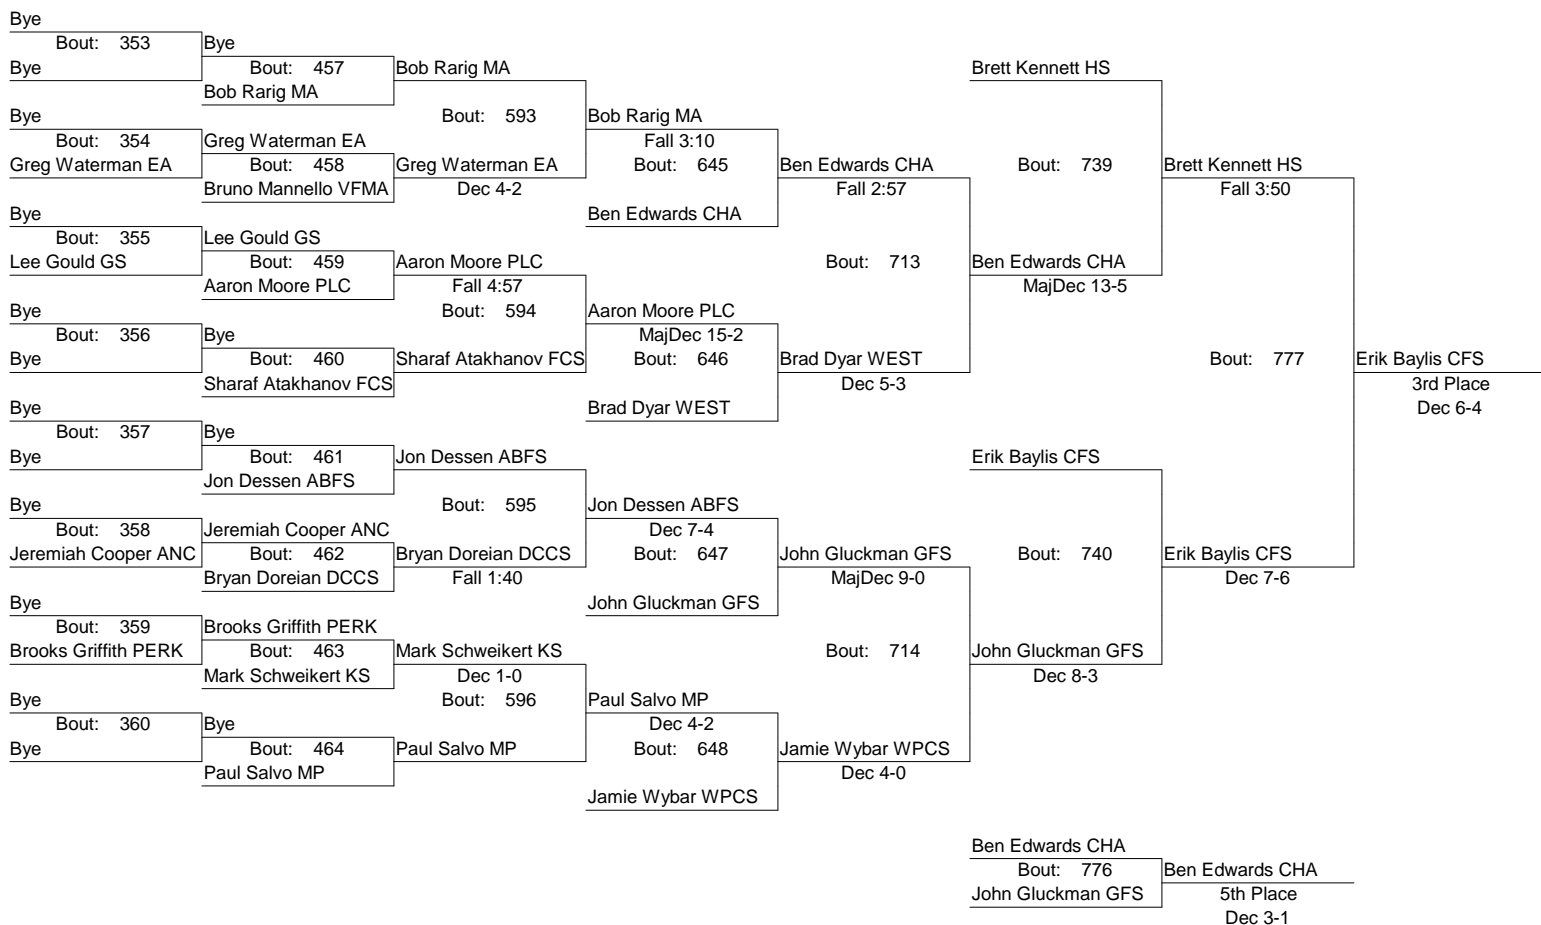 Bye
Bout: 353 Bye
Bye Bout: 457 Bob Rarig MA Brett Kennett HS
Bob Rarig MA
Bye Bout: 593 Bob Rarig MA
Bout: 354 Greg Waterman EA Fall 3:10
Greg Waterman EA Bout: 458 Greg Waterman EA Bout: 645 Ben Edwards CHA Bout: 739 Brett Kennett HS
Bruno Mannello VFMA Dec 4-2 Fall 2:57 Fall 3:50
Bye Ben Edwards CHA
Bout: 355 Lee Gould GS
Lee Gould GS Bout: 459 Aaron Moore PLC Bout: 713 Ben Edwards CHA
Aaron Moore PLC Fall 4:57 MajDec 13-5
Bye Bout: 594 Aaron Moore PLC
Bout: 356 Bye MajDec 15-2
Bye Bout: 460 Sharaf Atakhanov FCS Bout: 646 Brad Dyar WEST Bout: 777 Erik Baylis CFS
Sharaf Atakhanov FCS Dec 5-3 3rd Place
Bye Brad Dyar WEST Dec 6-4
Bout: 357 Bye
Bye Bout: 461 Jon Dessen ABFS Erik Baylis CFS
Jon Dessen ABFS
Bye Bout: 595 Jon Dessen ABFS
Bout: 358 Jeremiah Cooper ANC Dec 7-4
Jeremiah Cooper ANC Bout: 462 Bryan Doreian DCCS Bout: 647 John Gluckman GFS Bout: 740 Erik Baylis CFS
Bryan Doreian DCCS Fall 1:40 MajDec 9-0 Dec 7-6
Bye John Gluckman GFS
Bout: 359 Brooks Griffith PERK
Brooks Griffith PERK Bout: 463 Mark Schweikert KS Bout: 714 John Gluckman GFS
Mark Schweikert KS Dec 1-0 Dec 8-3
Bye Bout: 596 Paul Salvo MP
Bout: 360 Bye Dec 4-2
Bye Bout: 464 Paul Salvo MP Bout: 648 Jamie Wybar WPCS
Paul Salvo MP Dec 4-0
Jamie Wybar WPCS
Ben Edwards CHA
Bout: 776 Ben Edwards CHA
John Gluckman GFS 5th Place
Dec 3-1